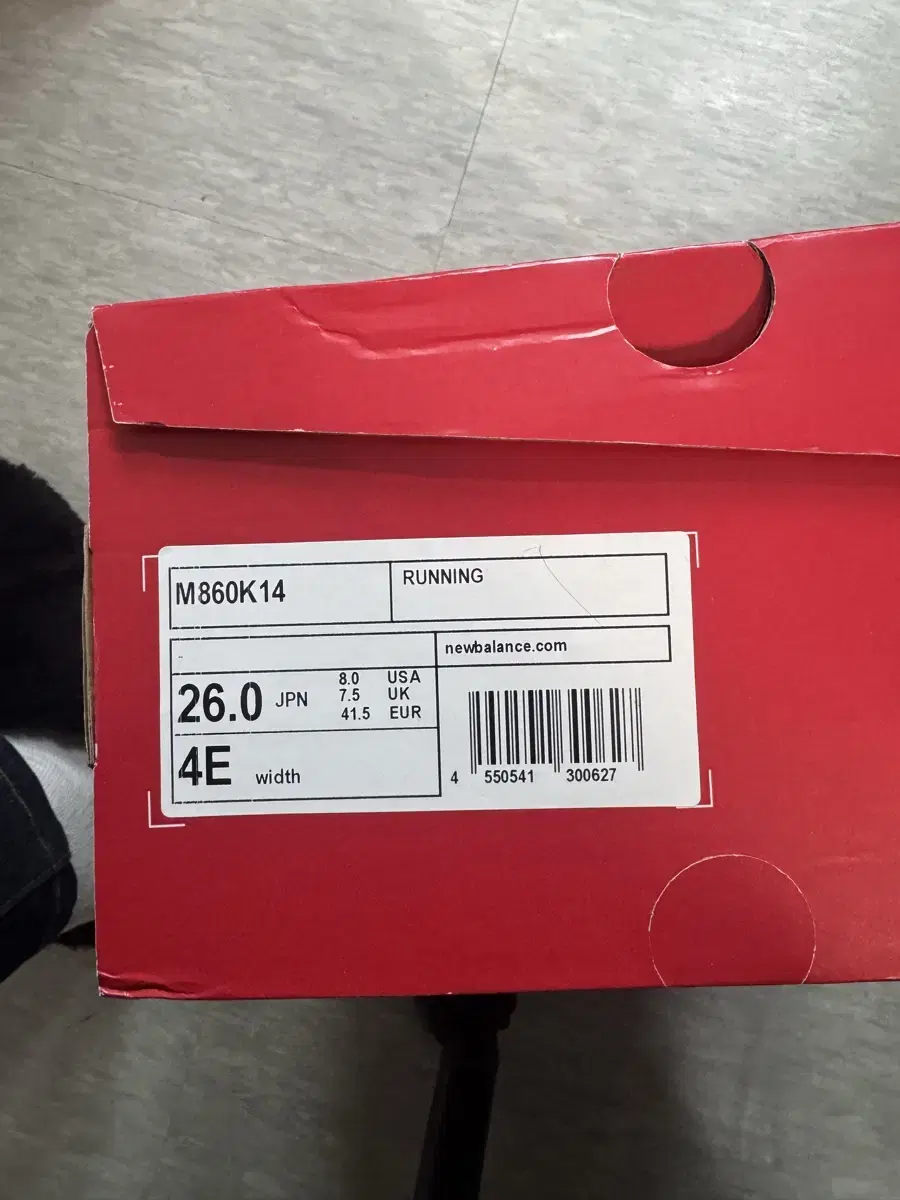 M860K14
RUNNING
-
newbalance.com
26.0 JPN
8.0 USA
7.5 UK
41.5 EUR
4E width
4 550541 300627